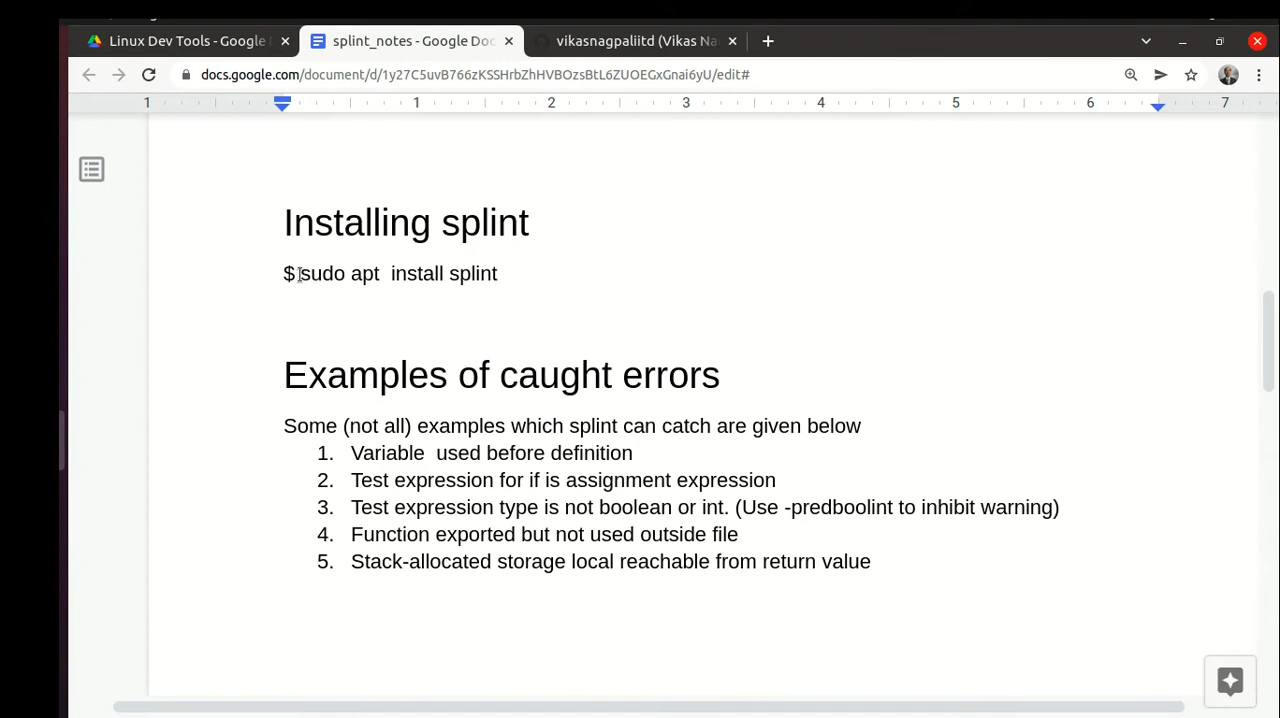 Linux Dev Tools - Google
splint_notes - Google Doc
vikasnagpaliitd (Vikas Na
docs.google.com/document/d/1y27C5uvB766zKSSHrbZhHVBOzsBtL6ZUOEGxGnai6yU/edit#
1 1 2 3 4 5 6 7
Installing splint
$ sudo apt  install splint
Examples of caught errors
Some (not all) examples which splint can catch are given below
1. Variable  used before definition
2. Test expression for if is assignment expression
3. Test expression type is not boolean or int. (Use -predboolint to inhibit warning)
4. Function exported but not used outside file
5. Stack-allocated storage local reachable from return value